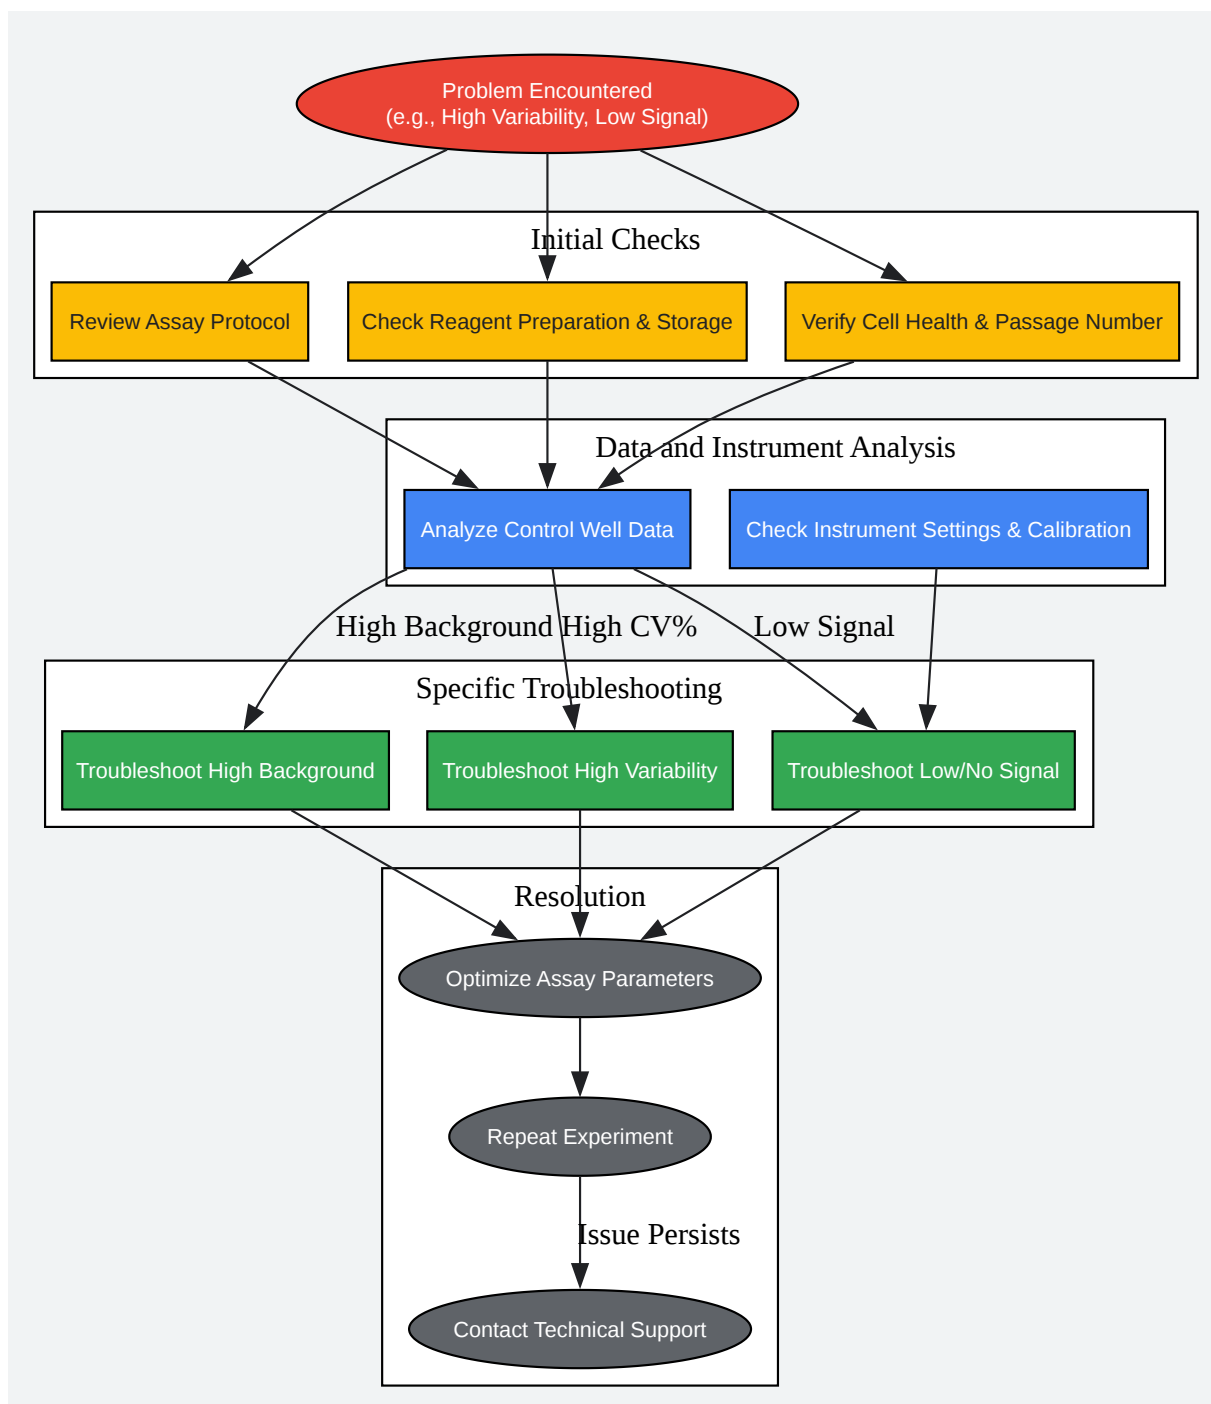 Problem Encountered
(e.g., High Variability, Low Signal)
Initial Checks
Review Assay Protocol
Check Reagent Preparation & Storage
Verify Cell Health & Passage Number
Data and Instrument Analysis
Analyze Control Well Data
Check Instrument Settings & Calibration
High Background
High CV%
Low Signal
Specific Troubleshooting
Troubleshoot High Background
Troubleshoot High Variability
Troubleshoot Low/No Signal
Resolution
Optimize Assay Parameters
Repeat Experiment
Issue Persists
Contact Technical Support